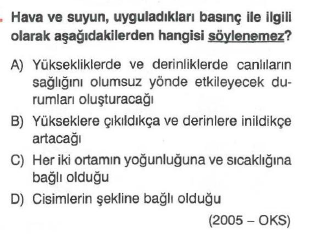 . Hava ve suyun, uyguladıkları basınç ile ilgili
olarak aşağıdakilerden hangisi söylenemez?
A) Yüksekliklerde ve derinliklerde canlıların
sağlığını olumsuz yönde etkileyecek du-
rumları oluşturacağı
B) Yükseklere çıkıldıkça ve derinlere inildikçe
artacağı
C) Her iki ortamın yoğunluğuna ve sıcaklığına
bağlı olduğu
D) Cisimlerin şekline bağlı olduğu
(2005 – OKS)